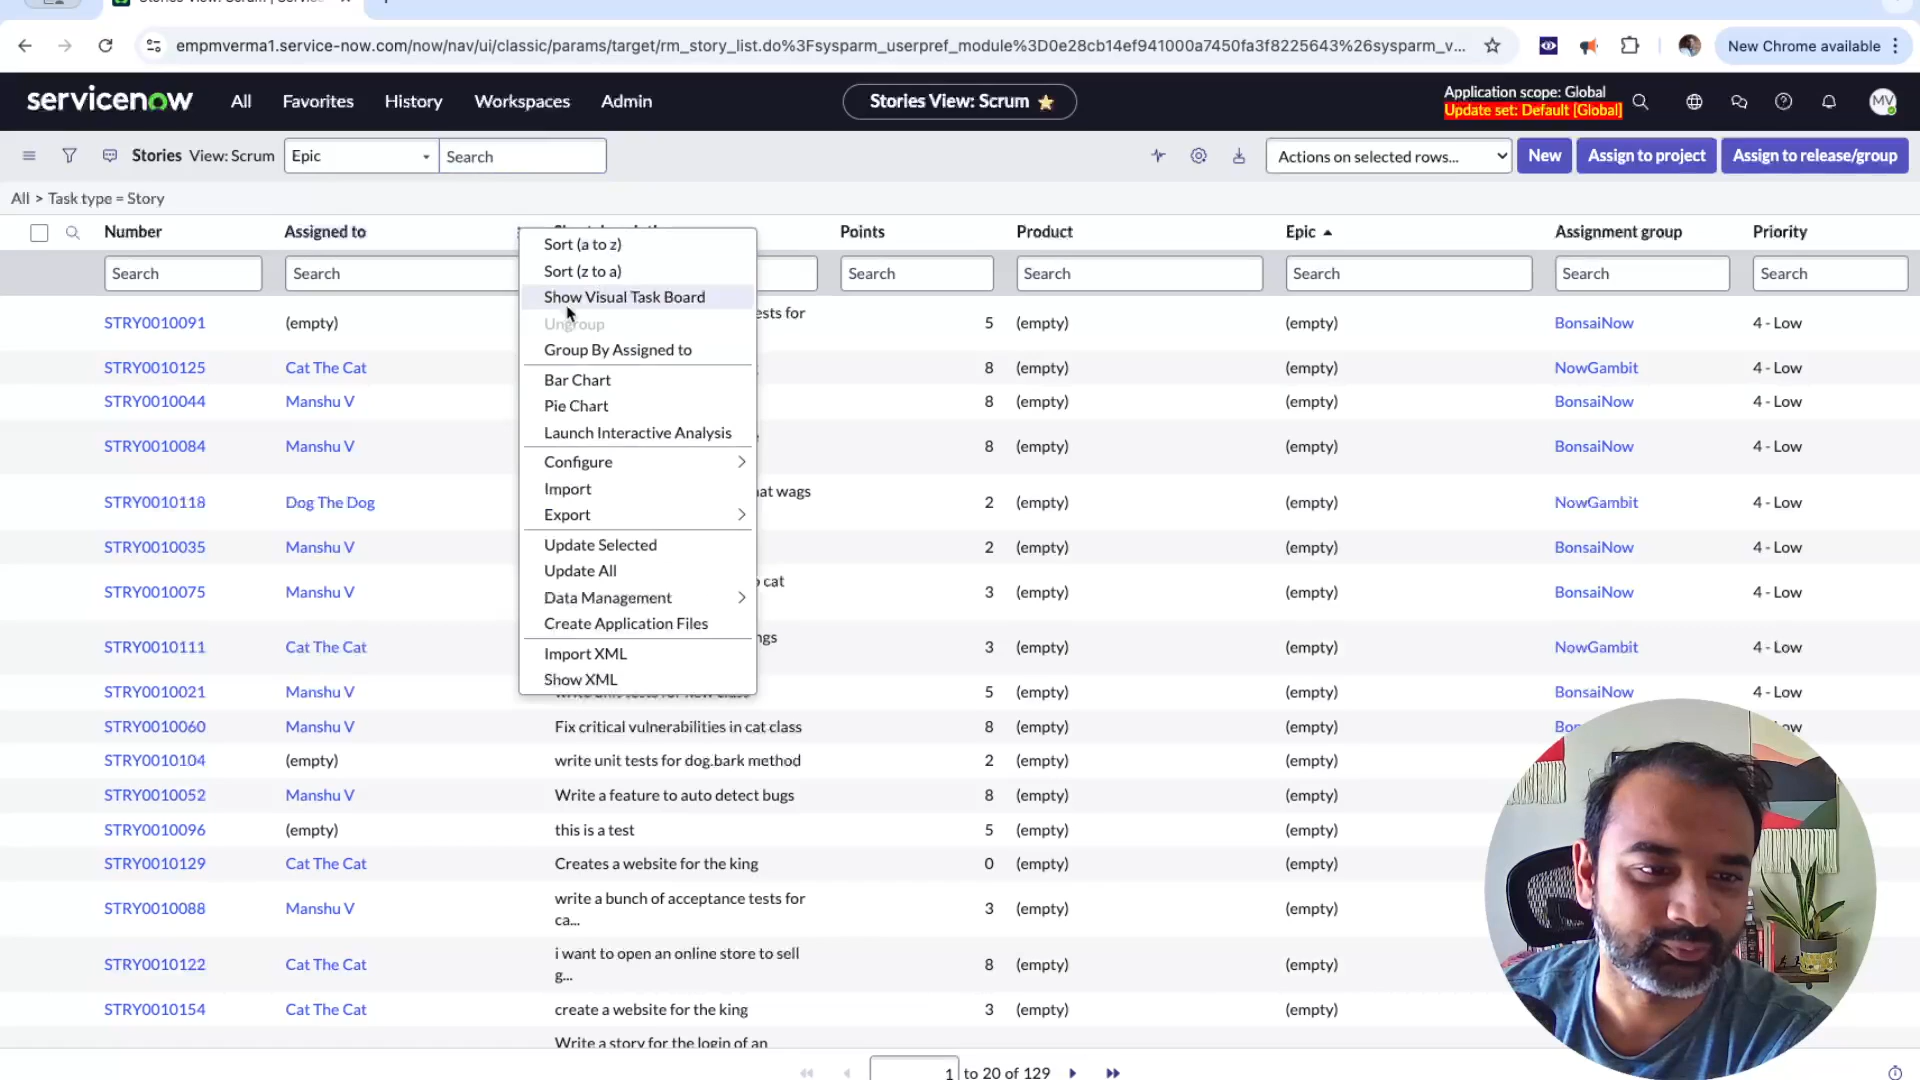 empmverma1.service-now.com/now/nav/ui/classic/params/target/rm_story_list.do%3Fsysparm_userpref_module%3D0e28cb14ef941000a7450fa3f8225643%26sysparm_v...
New Chrome available
servicenow All Favorites History Workspaces Admin
Stories View: Scrum
Application scope: Global
Update set: Default [Global]
MV
Stories View: Scrum Epic Search
Actions on selected rows... New Assign to project Assign to release/group
All > Task type = Story
Number Assigned to Points Product Epic Assignment group Priority
Search Search Search Search Search Search Search
Sort (a to z)
Sort (z to a)
Show Visual Task Board
Ungroup
Group By Assigned to
Bar Chart
Pie Chart
Launch Interactive Analysis
Configure
Import
Export
Update Selected
Update All
Data Management
Create Application Files
Import XML
Show XML
STRY0010091 (empty) 5 (empty) (empty) BonsaiNow 4 - Low
STRY0010125 Cat The Cat 8 (empty) (empty) NowGambit 4 - Low
STRY0010044 Manshu V 8 (empty) (empty) BonsaiNow 4 - Low
STRY0010084 Manshu V 8 (empty) (empty) BonsaiNow 4 - Low
STRY0010118 Dog The Dog hat wags 2 (empty) (empty) NowGambit 4 - Low
STRY0010035 Manshu V 2 (empty) (empty) BonsaiNow 4 - Low
STRY0010075 Manshu V cat 3 (empty) (empty) BonsaiNow 4 - Low
STRY0010111 Cat The Cat 3 (empty) (empty) NowGambit 4 - Low
STRY0010021 Manshu V 5 (empty) (empty) BonsaiNow 4 - Low
STRY0010060 Manshu V Fix critical vulnerabilities in cat class 8 (empty) (empty)
STRY0010104 (empty) write unit tests for dog.bark method 2 (empty) (empty)
STRY0010052 Manshu V Write a feature to auto detect bugs 8 (empty) (empty)
STRY0010096 (empty) this is a test 5 (empty) (empty)
STRY0010129 Cat The Cat Creates a website for the king 0 (empty) (empty)
STRY0010088 Manshu V write a bunch of acceptance tests for ca... 3 (empty) (empty)
STRY0010122 Cat The Cat i want to open an online store to sell g... 8 (empty) (empty)
STRY0010154 Cat The Cat create a website for the king 3 (empty) (empty)
Write a story for the login of an
1 to 20 of 129